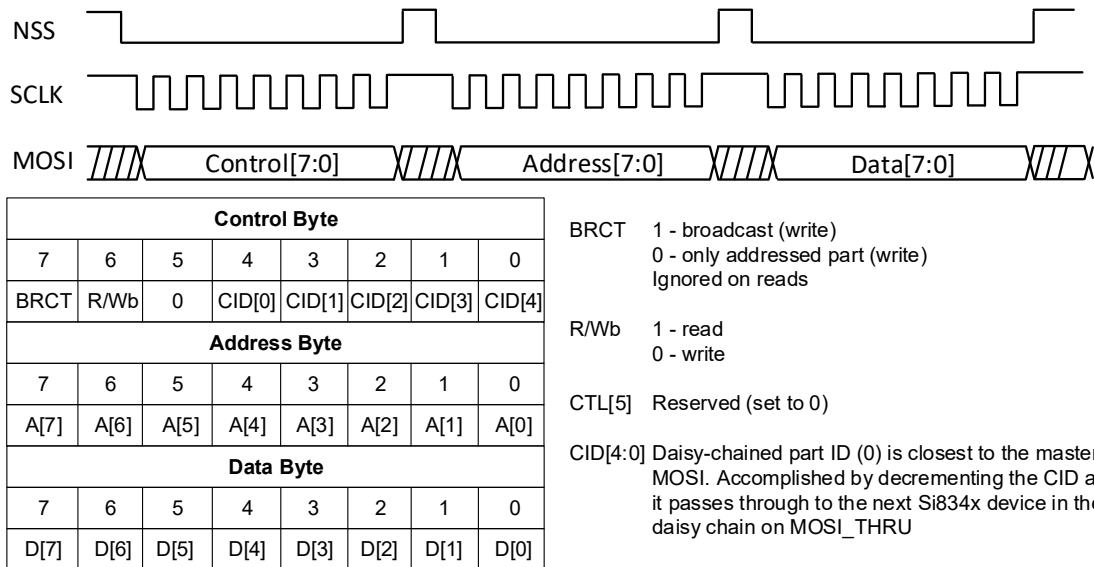 NSS
SCLK
MOSI Control[7:0] Address[7:0] Data[7:0]
Control Byte
7 6 5 4 3 2 1 0
BRCT R/Wb 0 CID[0] CID[1] CID[2] CID[3] CID[4]
Address Byte
7 6 5 4 3 2 1 0
A[7] A[6] A[5] A[4] A[3] A[2] A[1] A[0]
Data Byte
7 6 5 4 3 2 1 0
D[7] D[6] D[5] D[4] D[3] D[2] D[1] D[0]
BRCT 1 - broadcast (write)
0 - only addressed part (write)
Ignored on reads
R/Wb 1 - read
0 - write
CTL[5] Reserved (set to 0)
CID[4:0] Daisy-chained part ID (0) is closest to the master
MOSI. Accomplished by decrementing the CID a
it passes through to the next Si834x device in the
daisy chain on MOSI_THRU